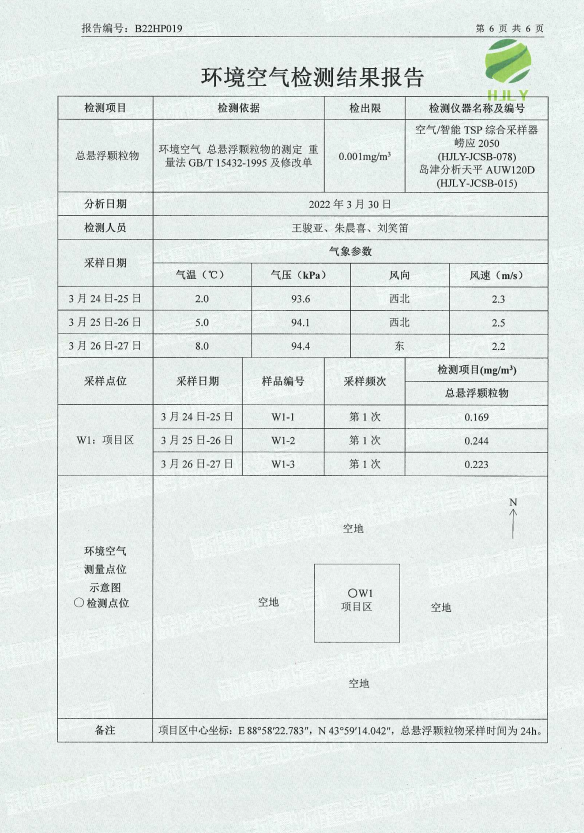 报告编号：B22HP019
第 6 页 共 6 页
HJLY
环境空气检测结果报告
检测项目 检测依据 检出限 检测仪器名称及编号
总悬浮颗粒物
环境空气 总悬浮颗粒物的测定 重
量法 GB/T 15432-1995 及修改单
0.001mg/m³
空气/智能 TSP 综合采样器
崂应 2050
(HJLY-JCSB-078)
岛津分析天平 AUW120D
(HJLY-JCSB-015)
分析日期 2022 年 3 月 30 日
检测人员 王骏亚、朱晨喜、刘笑笛
采样日期 气象参数
气温（℃） 气压（kPa） 风向 风速（m/s）
3 月 24 日-25 日 2.0 93.6 西北 2.3
3 月 25 日-26 日 5.0 94.1 西北 2.5
3 月 26 日-27 日 8.0 94.4 东 2.2
采样点位 采样日期 样品编号 采样频次 检测项目(mg/m³)
总悬浮颗粒物
W1：项目区
3 月 24 日-25 日 W1-1 第 1 次 0.169
3 月 25 日-26 日 W1-2 第 1 次 0.244
3 月 26 日-27 日 W1-3 第 1 次 0.223
环境空气
测量点位
示意图
〇检测点位
N
空地
空地
〇W1
项目区
空地
空地
备注 项目区中心坐标：E 88°58′22.783″，N 43°59′14.042″，总悬浮颗粒物采样时间为 24h。